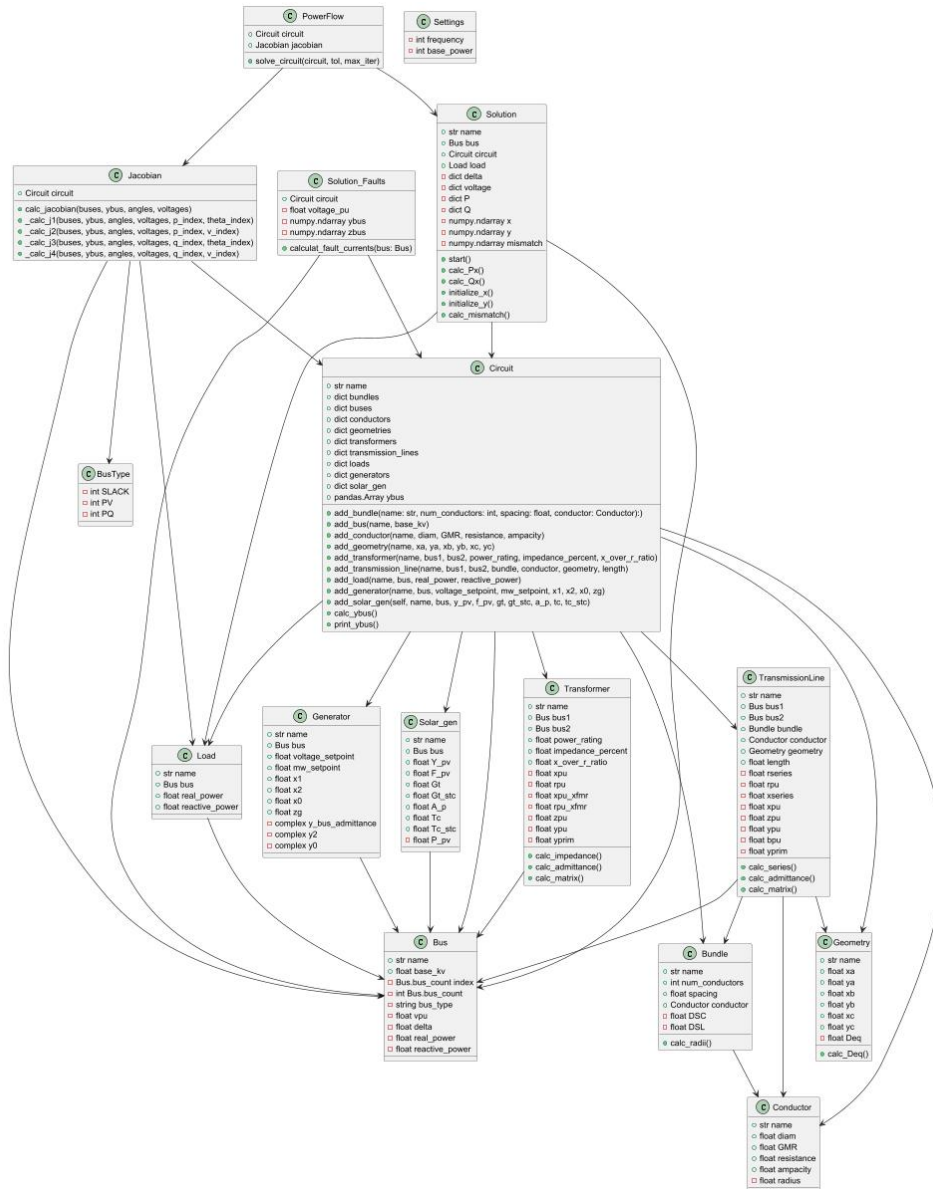 PowerFlow
Circuit circuit
Jacobian jacobian
solve_circuit(circuit, tol, max_iter)
Settings
int frequency
int base_power
Solution
str name
Bus bus
Circuit circuit
Load load
dict delta
dict voltage
dict P
dict Q
numpy.ndarray x
numpy.ndarray y
numpy.ndarray mismatch
start()
calc_Px()
calc_Qx()
initialize_x()
initialize_y()
calc_mismatch()
Jacobian
Circuit circuit
calc_jacobian(buses, ybus, angles, voltages)
_calc_j1(buses, ybus, angles, voltages, p_index, theta_index)
_calc_j2(buses, ybus, angles, voltages, p_index, v_index)
_calc_j3(buses, ybus, angles, voltages, q_index, theta_index)
_calc_j4(buses, ybus, angles, voltages, q_index, v_index)
Solution_Faults
Circuit circuit
float voltage_pu
numpy.ndarray ybus
numpy.ndarray zbus
calculat_fault_currents(bus: Bus)
Circuit
str name
dict bundles
dict buses
dict conductors
dict geometries
dict transformers
dict transmission_lines
dict loads
dict generators
dict solar_gen
pandas.Array ybus
add_bundle(name: str, num_conductors: int, spacing: float, conductor: Conductor):)
add_bus(name, base_kv)
add_conductor(name, diam, GMR, resistance, ampacity)
add_geometry(name, xa, ya, xb, yb, xc, yc)
add_transformer(name, bus1, bus2, power_rating, impedance_percent, x_over_r_ratio)
add_transmission_line(name, bus1, bus2, bundle, conductor, geometry, length)
add_load(name, bus, real_power, reactive_power)
add_generator(name, bus, voltage_setpoint, mw_setpoint, x1, x2, x0, zg)
add_solar_gen(self, name, bus, y_pv, f_pv, gt, gt_stc, a_p, tc, tc_stc)
calc_ybus()
print_ybus()
BusType
int SLACK
int PV
int PQ
Load
str name
Bus bus
float real_power
float reactive_power
Generator
str name
Bus bus
float voltage_setpoint
float mw_setpoint
float x1
float x2
float x0
float zg
complex y_bus_admittance
complex y2
complex y0
Solar_gen
str name
Bus bus
float Y_pv
float F_pv
float Gt
float Gt_stc
float A_p
float Tc
float Tc_stc
float P_pv
Transformer
str name
Bus bus1
Bus bus2
float power_rating
float impedance_percent
float x_over_r_ratio
float xpu
float rpu
float xpu_xfmr
float rpu_xfmr
float zpu
float ypu
float yprim
calc_impedance()
calc_admittance()
calc_matrix()
TransmissionLine
str name
Bus bus1
Bus bus2
Bundle bundle
Conductor conductor
Geometry geometry
float length
float rseries
float rpu
float xseries
float xpu
float zpu
float ypu
float bpu
float yprim
calc_series()
calc_admittance()
calc_matrix()
Bus
str name
float base_kv
Bus.bus_count index
int Bus.bus_count
string bus_type
float vpu
float delta
float real_power
float reactive_power
Bundle
str name
int num_conductors
float spacing
Conductor conductor
float DSC
float DSL
calc_radii()
Geometry
str name
float xa
float ya
float xb
float yb
float xc
float yc
float Deq
calc_Deq()
Conductor
str name
float diam
float GMR
float resistance
float ampacity
float radius